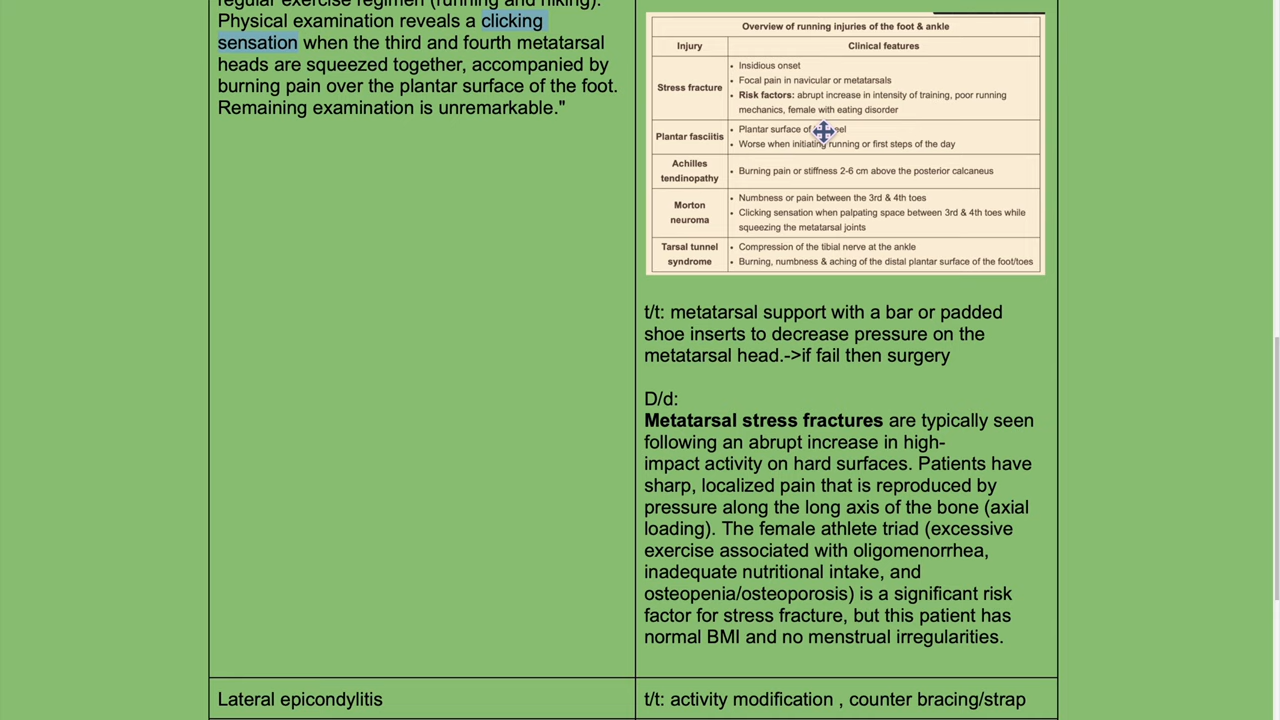 regular exercise regimen (running and hiking).
Physical examination reveals a clicking
sensation when the third and fourth metatarsal
heads are squeezed together, accompanied by
burning pain over the plantar surface of the foot.
Remaining examination is unremarkable."
Overview of running injuries of the foot & ankle
Injury Clinical features
Stress fracture
• Insidious onset
• Focal pain in navicular or metatarsals
• Risk factors: abrupt increase in intensity of training, poor running
mechanics, female with eating disorder
Plantar fasciitis
• Plantar surface of
• Worse when initiating running or first steps of the day
Achilles
tendinopathy
• Burning pain or stiffness 2-6 cm above the posterior calcaneus
Morton
neuroma
• Numbness or pain between the 3rd & 4th toes
• Clicking sensation when palpating space between 3rd & 4th toes while
squeezing the metatarsal joints
Tarsal tunnel
syndrome
• Compression of the tibial nerve at the ankle
• Burning, numbness & aching of the distal plantar surface of the foot/toes
t/t: metatarsal support with a bar or padded
shoe inserts to decrease pressure on the
metatarsal head.->if fail then surgery
D/d:
Metatarsal stress fractures are typically seen
following an abrupt increase in high-
impact activity on hard surfaces. Patients have
sharp, localized pain that is reproduced by
pressure along the long axis of the bone (axial
loading). The female athlete triad (excessive
exercise associated with oligomenorrhea,
inadequate nutritional intake, and
osteopenia/osteoporosis) is a significant risk
factor for stress fracture, but this patient has
normal BMI and no menstrual irregularities.
Lateral epicondylitis
t/t: activity modification , counter bracing/strap